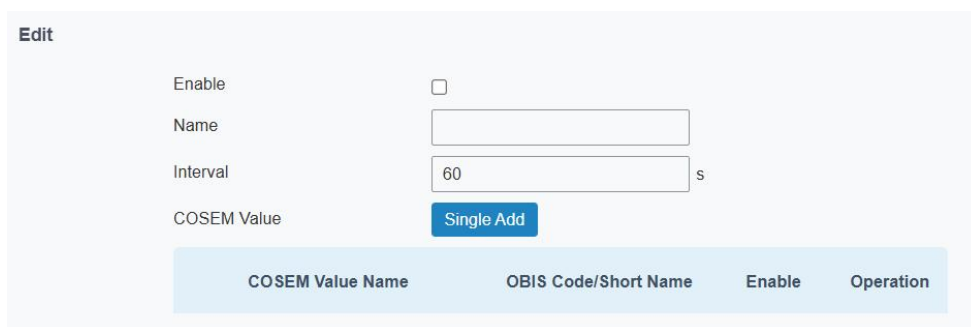 Edit
Enable
Name
Interval 60 s
COSEM Value Single Add
COSEM Value Name OBIS Code/Short Name Enable Operation